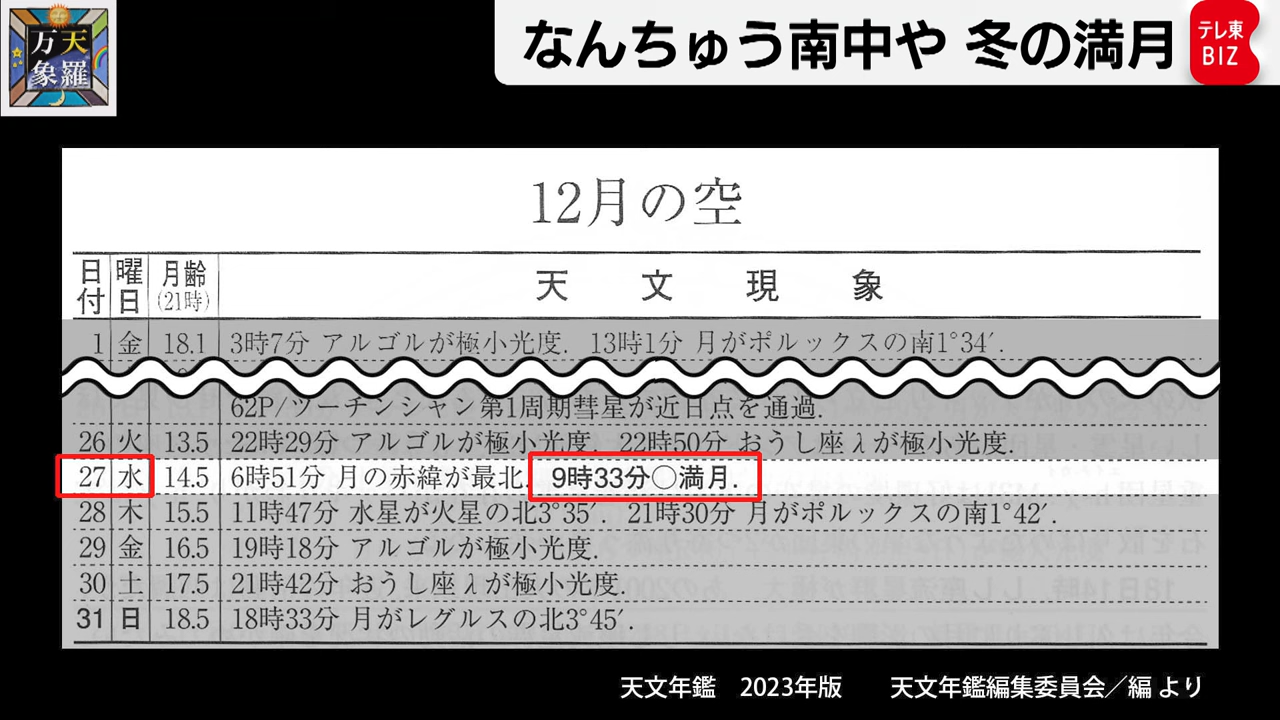 天羅
万象
なんちゅう南中や 冬の満月
テレ東
BIZ
12月の空
日付 曜日 月齢(21時) 天文現象
1 金 18.1 3時7分 アルゴルが極小光度. 13時1分 月がポルックスの南1°34′.
62P/ツーチンシャン第1周期彗星が近日点を通過.
26 火 13.5 22時29分 アルゴルが極小光度. 22時50分 おうし座λが極小光度.
27 水 14.5 6時51分 月の赤緯が最北. 9時33分○満月.
28 木 15.5 11時47分 水星が火星の北3°35′. 21時30分 月がポルックスの南1°42′.
29 金 16.5 19時18分 アルゴルが極小光度.
30 土 17.5 21時42分 おうし座λが極小光度.
31 日 18.5 18時33分 月がレグルスの北3°45′.
天文年鑑 2023年版 天文年鑑編集委員会／編 より